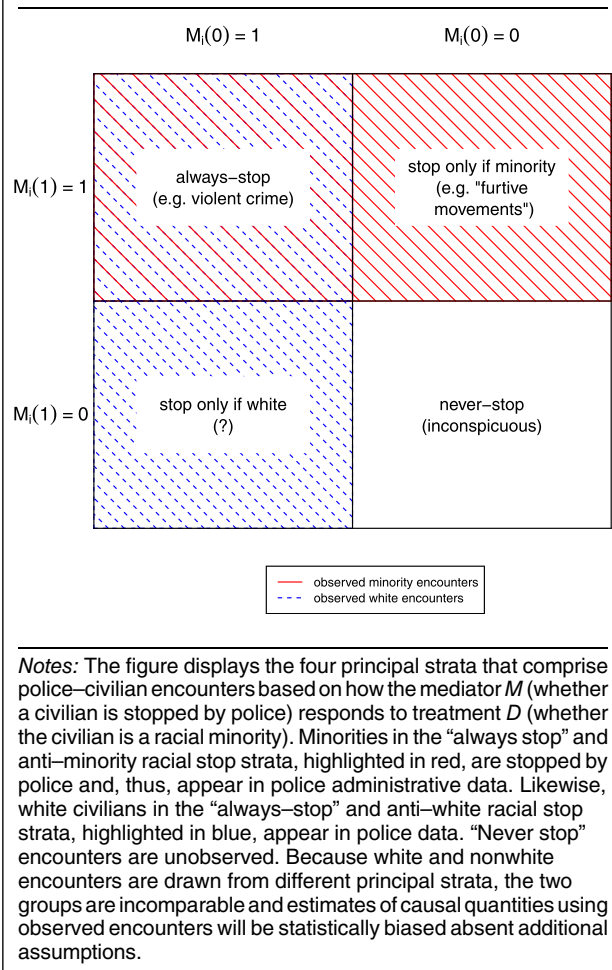 Mᵢ(0) = 1
Mᵢ(0) = 0
Mᵢ(1) = 1
always−stop
(e.g. violent crime)
stop only if minority
(e.g. "furtive
movements")
Mᵢ(1) = 0
stop only if white
(?)
never−stop
(inconspicuous)
observed minority encounters
observed white encounters
Notes: The figure displays the four principal strata that comprise
police–civilian encounters based on how the mediator M (whether
a civilian is stopped by police) responds to treatment D (whether
the civilian is a racial minority). Minorities in the “always stop” and
anti–minority racial stop strata, highlighted in red, are stopped by
police and, thus, appear in police administrative data. Likewise,
white civilians in the “always–stop” and anti–white racial stop
strata, highlighted in blue, appear in police data. “Never stop”
encounters are unobserved. Because white and nonwhite
encounters are drawn from different principal strata, the two
groups are incomparable and estimates of causal quantities using
observed encounters will be statistically biased absent additional
assumptions.